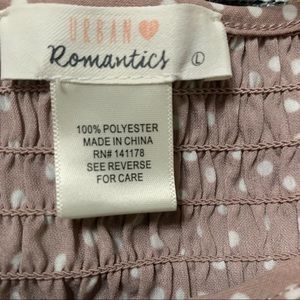 URBAN
Romantics
L
100% POLYESTER
MADE IN CHINA
RN# 141178
SEE REVERSE
FOR CARE